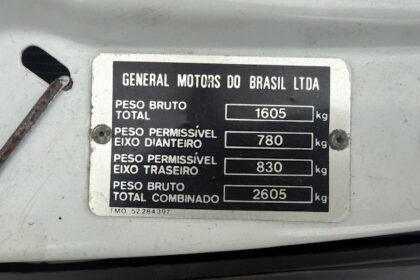 GENERAL MOTORS DO BRASIL LTDA
PESO BRUTO
TOTAL 1605 kg
PESO PERMISSÍVEL
EIXO DIANTEIRO 780 kg
PESO PERMISSÍVEL
EIXO TRASEIRO 830 kg
PESO BRUTO
TOTAL COMBINADO 2605 kg
TMO 52284397